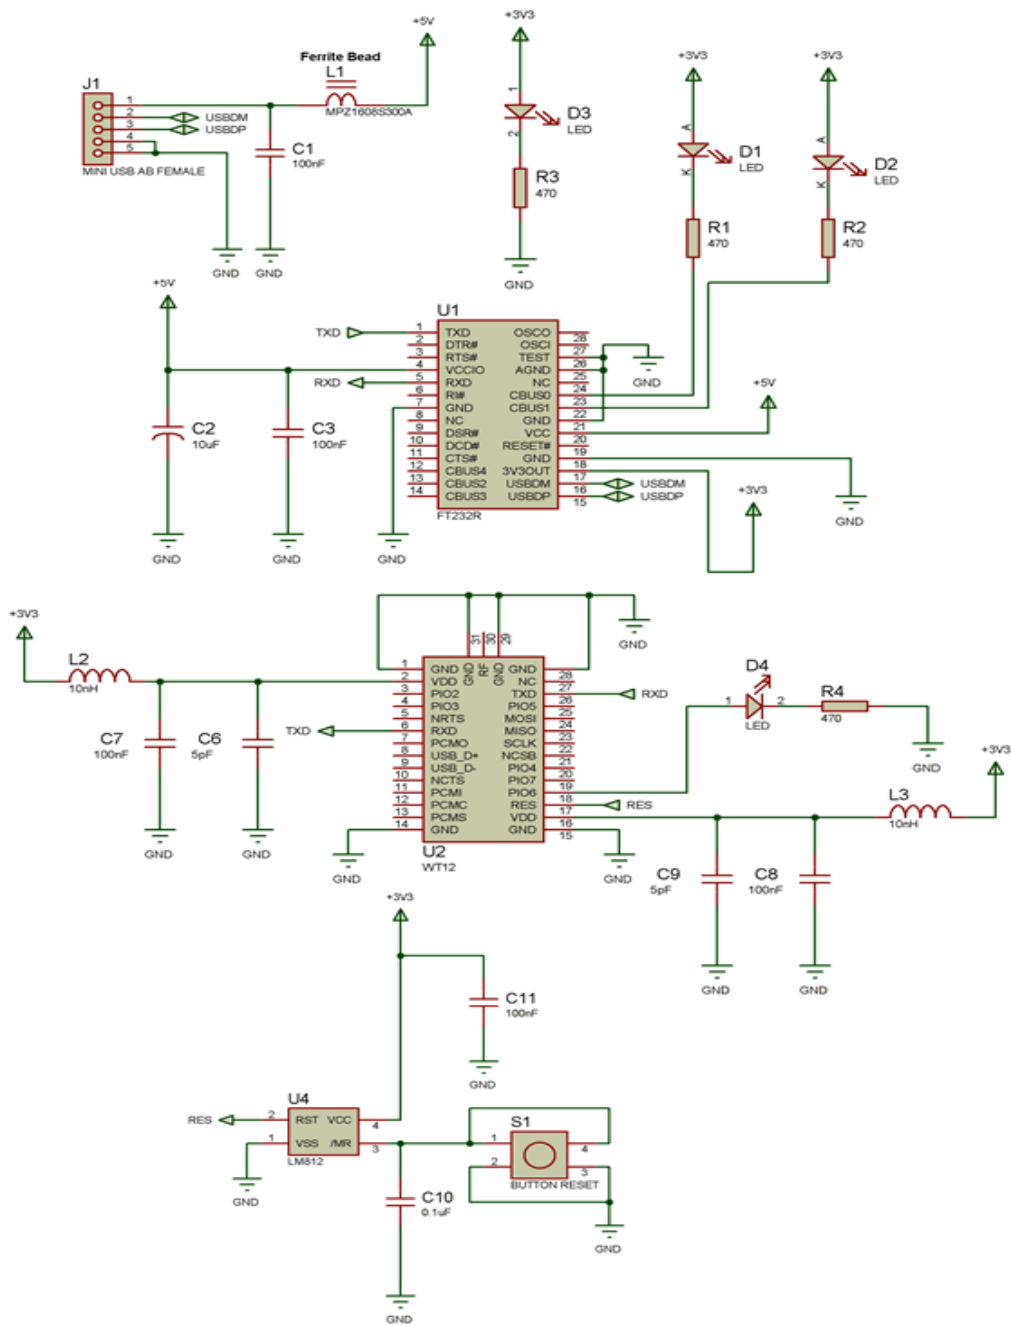 +5V
+3V3
+3V3
+3V3
Ferrite Bead
L1
MPZ1608S300A
J1
1
2
3
4
5
USBDM
USBDP
MINI USB AB FEMALE
C1
100nF
GND
GND
1
2
D3
LED
R3
470
GND
A
K
D1
LED
R1
470
A
K
D2
LED
R2
470
+5V
C2
10uF
C3
100nF
GND
GND
GND
U1
TXD
RXD
1 TXD OSCO 28
2 DTR# OSCI 27
3 RTS# TEST 26
4 VCCIO AGND 25
5 RXD NC 24
6 RI# CBUS0 23
7 GND CBUS1 22
8 NC GND 21
9 DSR# VCC 20
10 DCD# RESET# 19
11 CTS# GND 18
12 CBUS4 3V3OUT 17
13 CBUS2 USBDM 16
14 CBUS3 USBDP 15
FT232R
GND
+5V
USBDM
USBDP
+3V3
GND
+3V3
L2
10nH
C7
100nF
C6
5pF
GND
GND
TXD
GND
31
30
29
GND
RF
GND
GND
1 GND GND 28
2 VDD NC 27
3 PIO2 TXD 26
4 PIO3 PIO5 25
5 NRTS MOSI 24
6 RXD MISO 23
7 PCMO SCLK 22
8 USB_D+ NCSB 21
9 USB_D- PIO4 20
10 NCTS PIO7 19
11 PCMI PIO6 18
12 PCMC RES 17
13 PCMS VDD 16
14 GND GND 15
U2
WT12
RXD
RES
GND
D4
1
2
LED
R4
470
GND
+3V3
L3
10nH
C9
5pF
C8
100nF
GND
GND
+3V3
C11
100nF
GND
U4
RES
2 RST VCC 4
1 VSS /MR 3
LM812
GND
C10
0.1uF
GND
S1
1
2
4
3
BUTTON RESET
GND